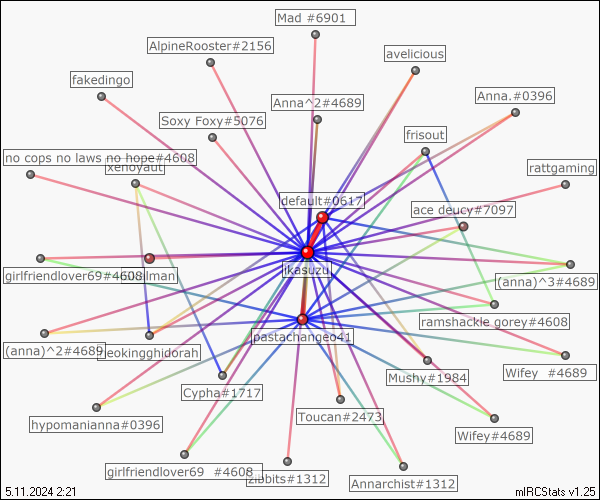 Mad #6901
AlpineRooster#2156
avelicious
fakedingo
Anna.#0396
Anna^2#4689
Soxy Foxy#5076
frisout
no cops no laws no hope#4608
xenoyaut
rattgaming
default#0617
ace deucy#7097
ikasuzu
girlfriendlover69#4608
lman
(anna)^3#4689
ramshackle gorey#4608
pastachangeo41
(anna)^2#4689
eokingghidorah
Wifey #4689
Mushy#1984
Cypha#1717
Toucan#2473
hypomanianna#0396
Wifey#4689
girlfriendlover69 #4608
zibbits#1312
Annarchist#1312
5.11.2024 2:21
mIRCStats v1.25